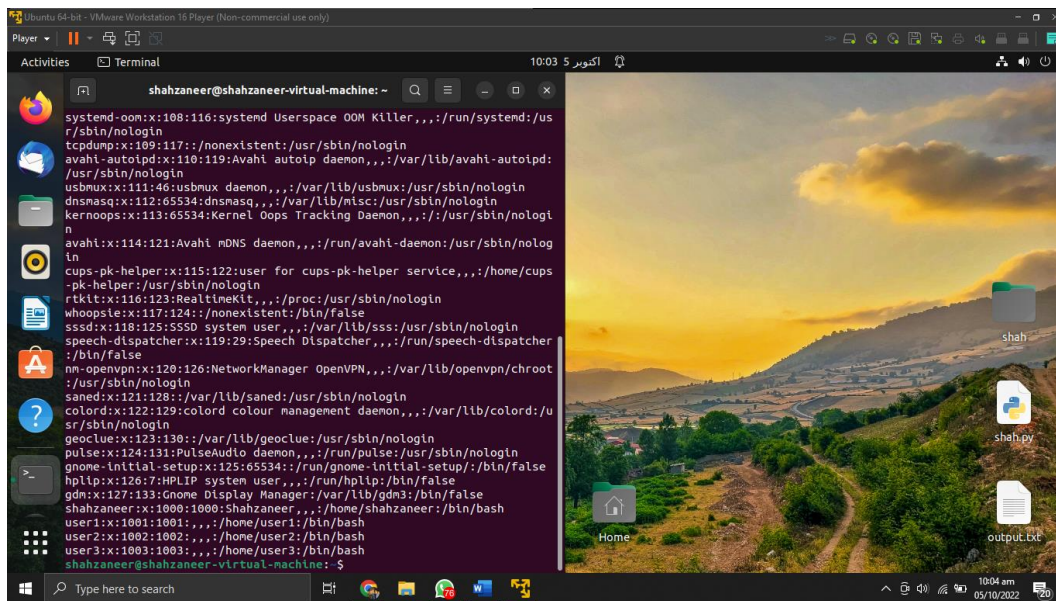 Ubuntu 64-bit - VMware Workstation 16 Player (Non-commercial use only)
Player
Activities
Terminal
10:03 5 اکتوبر
shahzaneer@shahzaneer-virtual-machine: ~
systemd-oom:x:108:116:systemd Userspace OOM Killer,,,:/run/systemd:/us
r/sbin/nologin
tcpdump:x:109:117::/nonexistent:/usr/sbin/nologin
avahi-autoipd:x:110:119:Avahi autoip daemon,,,:/var/lib/avahi-autoipd:
/usr/sbin/nologin
usbmux:x:111:46:usbmux daemon,,,:/var/lib/usbmux:/usr/sbin/nologin
dnsmasq:x:112:65534:dnsmasq,,,:/var/lib/misc:/usr/sbin/nologin
kernoops:x:113:65534:Kernel Oops Tracking Daemon,,,:/:/usr/sbin/nologi
n
avahi:x:114:121:Avahi mDNS daemon,,,:/run/avahi-daemon:/usr/sbin/nolog
in
cups-pk-helper:x:115:122:user for cups-pk-helper service,,,:/home/cups
-pk-helper:/usr/sbin/nologin
rtkit:x:116:123:RealtimeKit,,,:/proc:/usr/sbin/nologin
whoopsie:x:117:124::/nonexistent:/bin/false
sssd:x:118:125:SSSD system user,,,:/var/lib/sss:/usr/sbin/nologin
speech-dispatcher:x:119:29:Speech Dispatcher,,,:/run/speech-dispatcher
:/bin/false
nm-openvpn:x:120:126:NetworkManager OpenVPN,,,:/var/lib/openvpn/chroot
:/usr/sbin/nologin
saned:x:121:128::/var/lib/saned:/usr/sbin/nologin
colord:x:122:129:colord colour management daemon,,,:/var/lib/colord:/u
sr/sbin/nologin
geoclue:x:123:130::/var/lib/geoclue:/usr/sbin/nologin
pulse:x:124:131:PulseAudio daemon,,,:/run/pulse:/usr/sbin/nologin
gnome-initial-setup:x:125:65534::/run/gnome-initial-setup/:/bin/false
hplip:x:126:7:HPLIP system user,,,:/run/hplip:/bin/false
gdm:x:127:133:Gnome Display Manager:/var/lib/gdm3:/bin/false
shahzaneer:x:1000:1000:Shahzaneer,,,:/home/shahzaneer:/bin/bash
user1:x:1001:1001:,,,:/home/user1:/bin/bash
user2:x:1002:1002:,,,:/home/user2:/bin/bash
user3:x:1003:1003:,,,:/home/user3:/bin/bash
shahzaneer@shahzaneer-virtual-machine:~$
shah
shah.py
Home
output.txt
Type here to search
76
10:04 am
05/10/2022
20